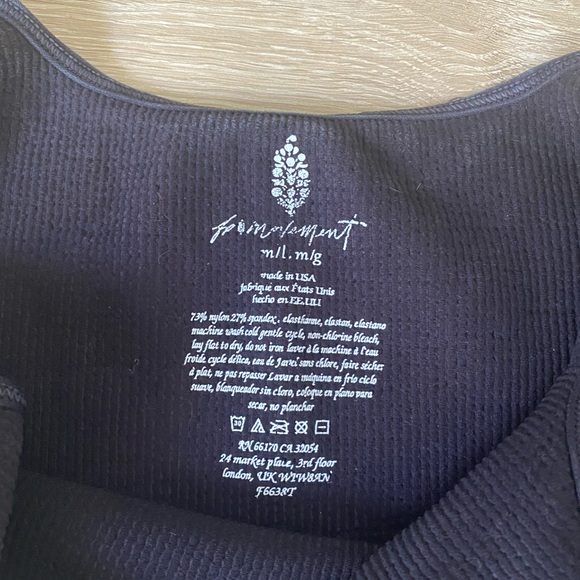 fp movement
m/l. m/g
made in USA
fabriqué aux États Unis
hecho en EE.UU
73% nylon 27% spandex, elasthanne, elastan, elastano
machine wash cold gentle cycle, non-chlorine bleach,
lay flat to dry, do not iron laver à la machine à l'eau
froide cycle délica, eau de Javel sans chlore, faire sécher
à plat, ne pas repasser Lavar a máquina en frío ciclo
suave, blanqueador sin cloro, coloque en plano para
secar, no planchar
30
RN 66170 CA 32054
24 market place, 3rd floor
london, UK W1W8AN
F6638T